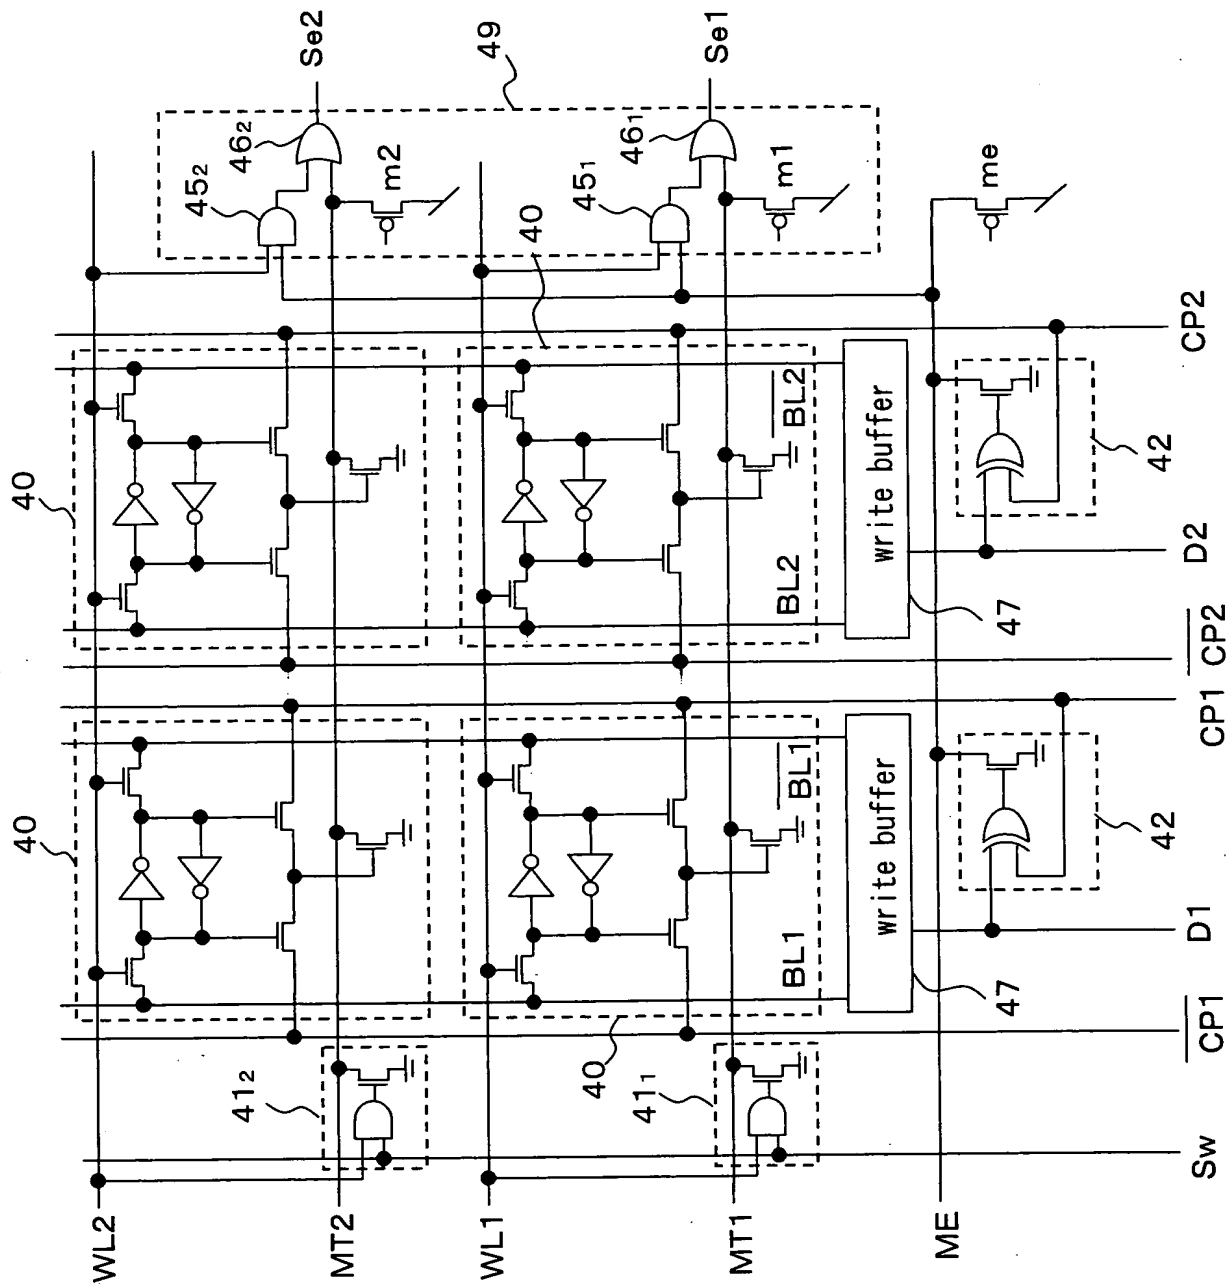 Se2
49
Se1
46₂
45₂
m2
46₁
45₁
m1
me
40
40
CP2
BL2
42
40
BL2
write buffer
D2
47
CP2
CP1
40
BL1
42
BL1
write buffer
D1
47
CP1
41₂
41₁
40
Sw
WL2
MT2
WL1
MT1
ME